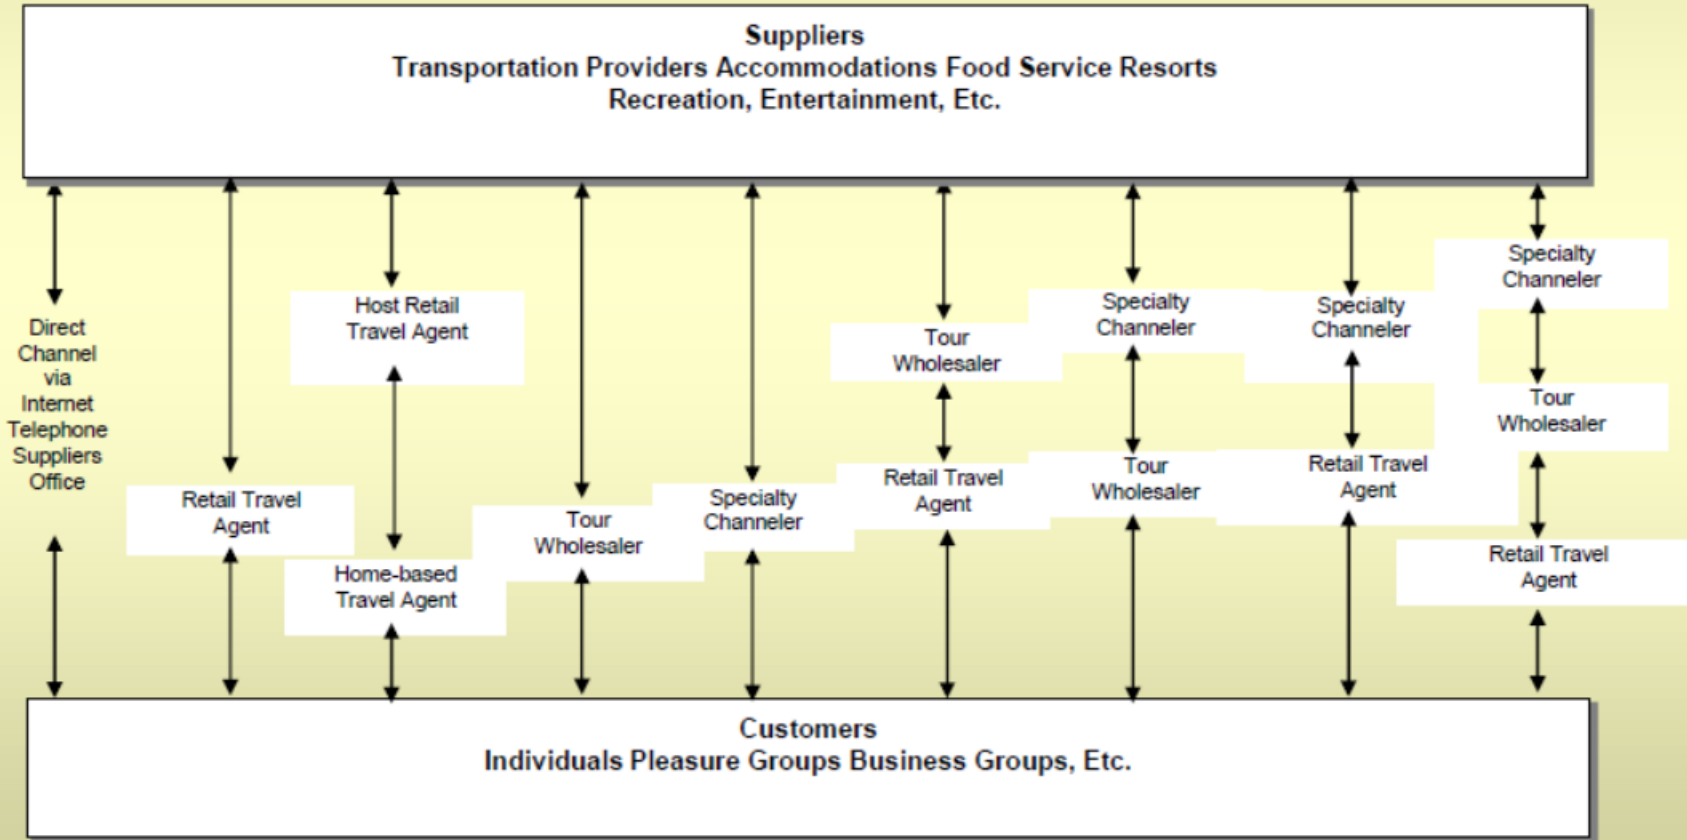 Suppliers
Transportation Providers Accommodations Food Service Resorts
Recreation, Entertainment, Etc.
Direct
Channel
via
Internet
Telephone
Suppliers
Office
Retail Travel
Agent
Host Retail
Travel Agent
Home-based
Travel Agent
Tour
Wholesaler
Specialty
Channeler
Tour
Wholesaler
Retail Travel
Agent
Specialty
Channeler
Tour
Wholesaler
Specialty
Channeler
Retail Travel
Agent
Specialty
Channeler
Tour
Wholesaler
Retail Travel
Agent
Customers
Individuals Pleasure Groups Business Groups, Etc.